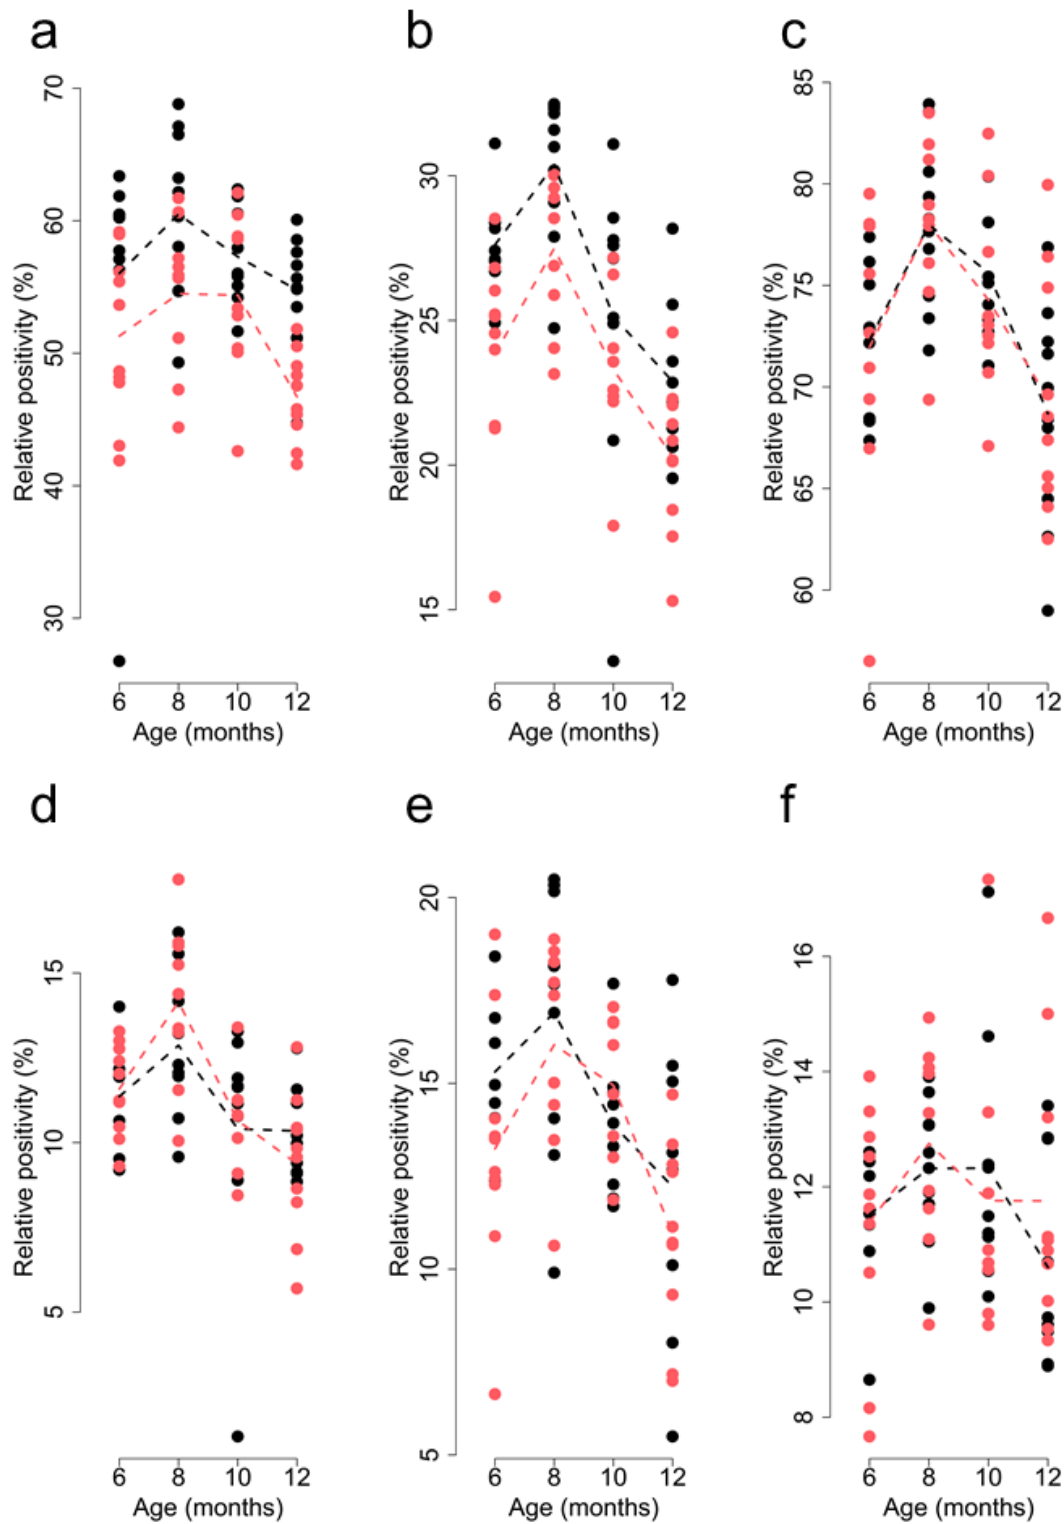 a
b
c
Relative positivity (%)
70
60
50
40
30
6 8 10 12
Age (months)
Relative positivity (%)
30
25
20
15
6 8 10 12
Age (months)
Relative positivity (%)
85
80
75
70
65
60
6 8 10 12
Age (months)
d
e
f
Relative positivity (%)
15
10
5
6 8 10 12
Age (months)
Relative positivity (%)
20
15
10
5
6 8 10 12
Age (months)
Relative positivity (%)
16
14
12
10
8
6 8 10 12
Age (months)